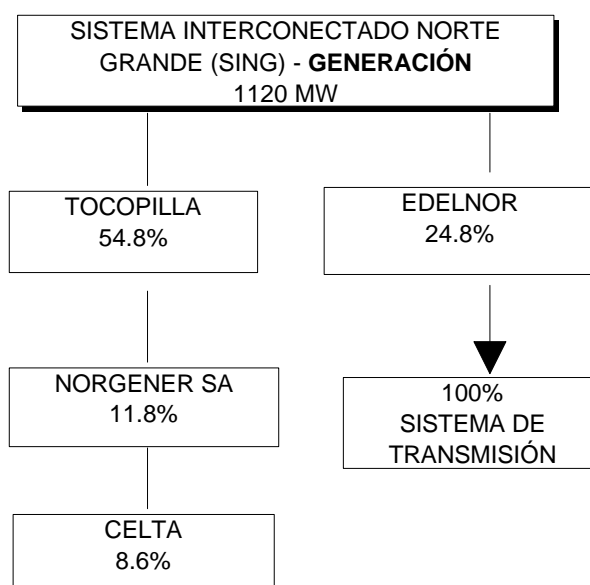 SISTEMA INTERCONECTADO NORTE
GRANDE (SING) - GENERACIÓN
1120 MW
TOCOPILLA
54.8%
EDELNOR
24.8%
NORGENER SA
11.8%
100%
SISTEMA DE
TRANSMISIÓN
CELTA
8.6%